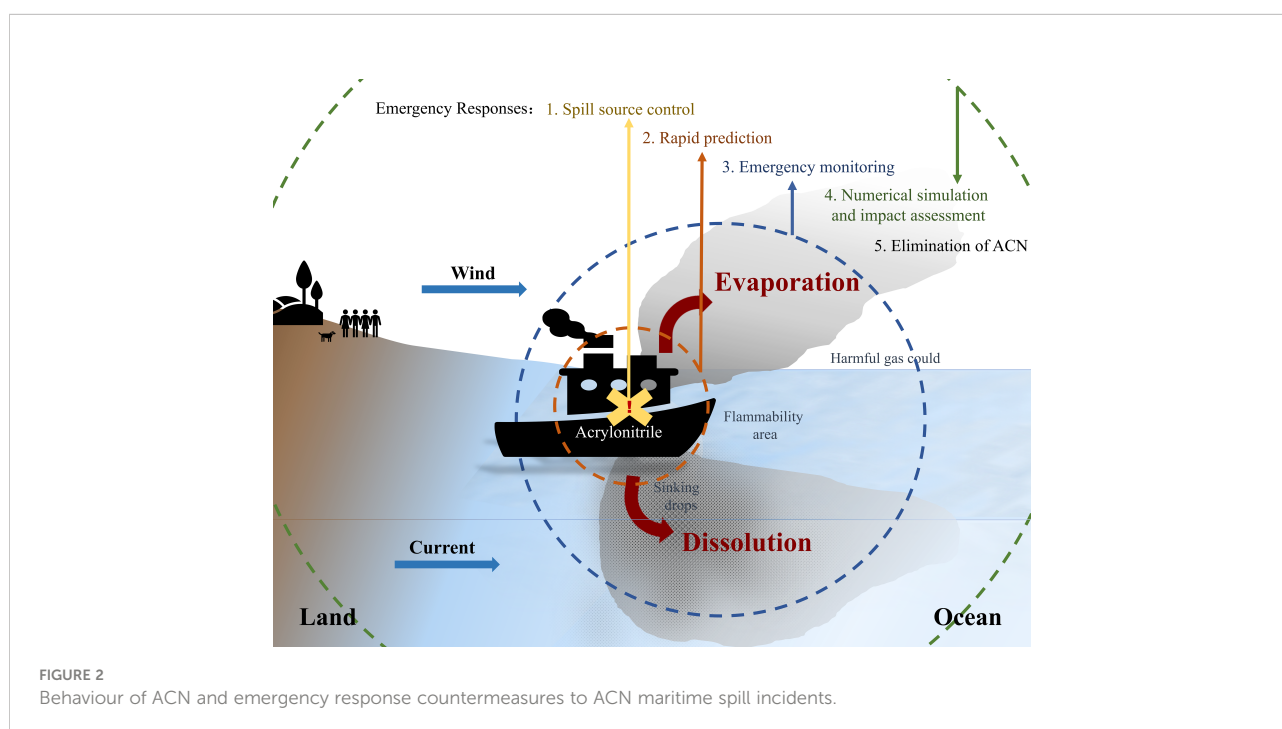 Emergency Responses: 1. Spill source control
2. Rapid prediction
3. Emergency monitoring
4. Numerical simulation
and impact assessment
5. Elimination of ACN
Wind
Evaporation
Harmful gas could
Flammability
area
!
Acrylonitrile
Sinking
drops
Dissolution
Current
Land
Ocean
FIGURE 2
Behaviour of ACN and emergency response countermeasures to ACN maritime spill incidents.